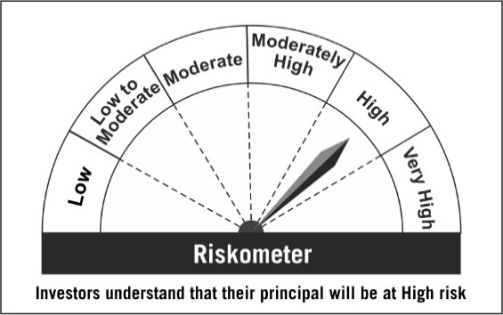 Low
Low to
Moderate
Moderate
Moderately
High
High
Very High
Riskometer
Investors understand that their principal will be at High risk